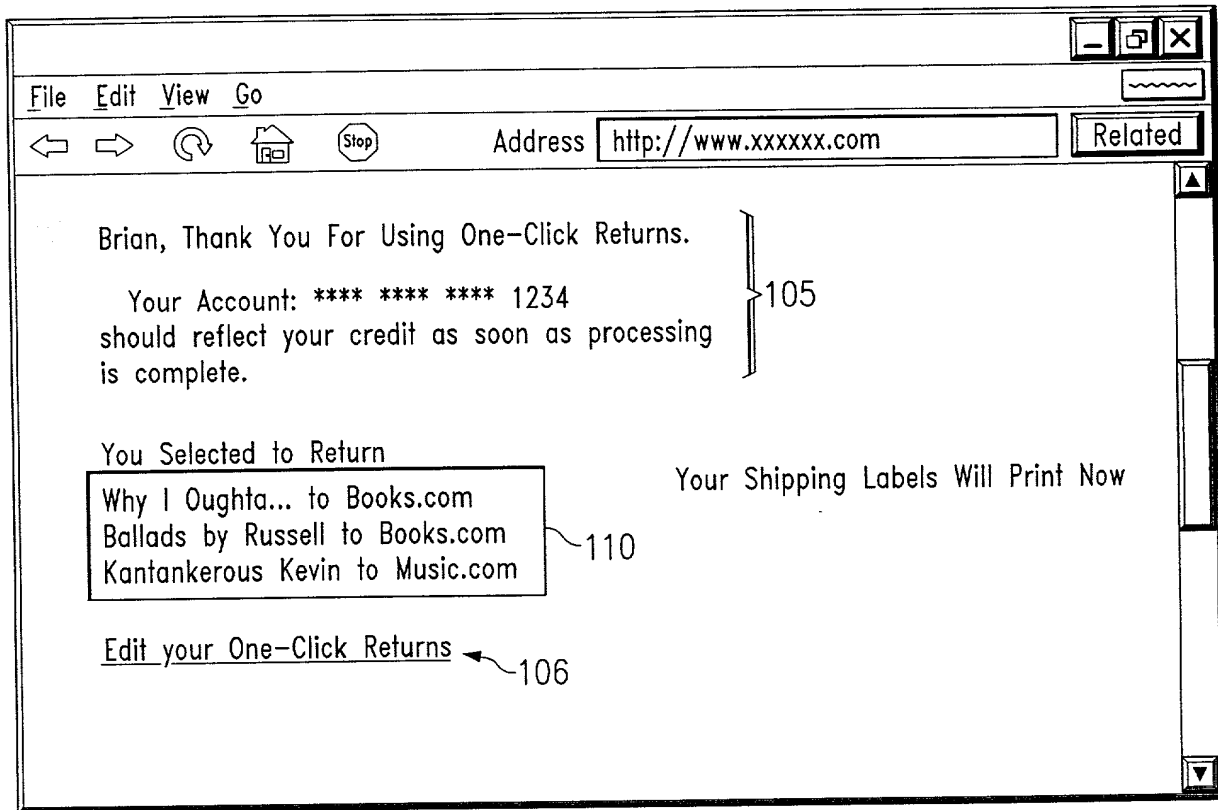 File Edit View Go
Stop Address http://www.xxxxxx.com Related
Brian, Thank You For Using One-Click Returns.
Your Account: **** **** **** 1234
should reflect your credit as soon as processing
is complete.
105
You Selected to Return
Why I Oughta... to Books.com
Ballads by Russell to Books.com
Kantankerous Kevin to Music.com
110
Your Shipping Labels Will Print Now
Edit your One-Click Returns
106